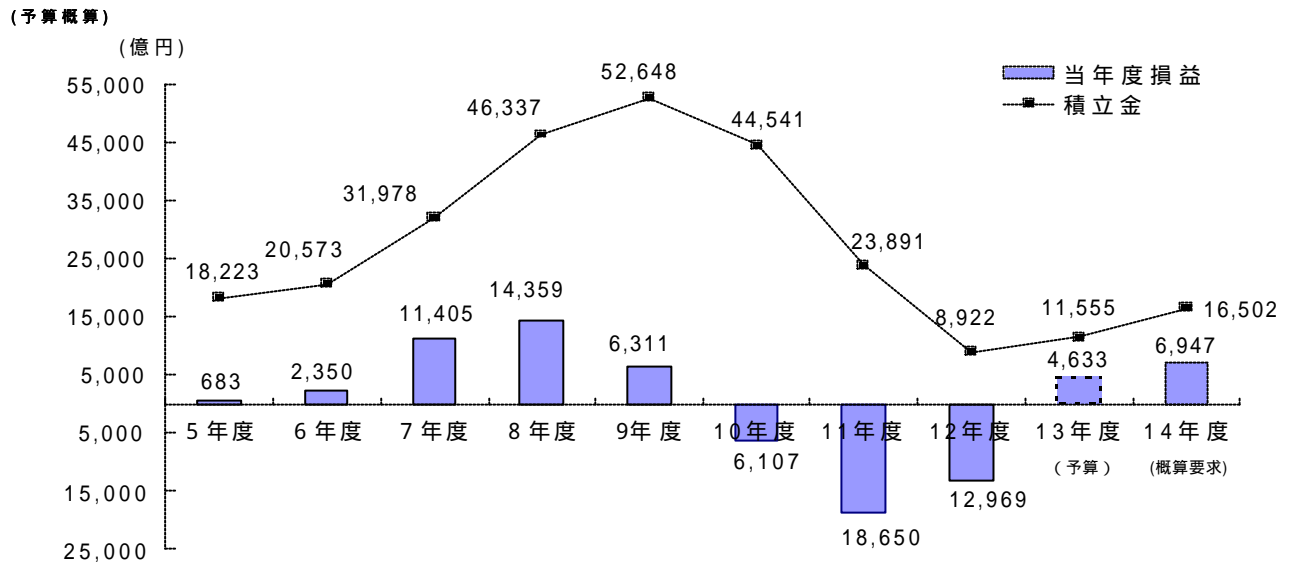 (予算概算)
(億円)
当年度損益
積立金
55,000
45,000
35,000
25,000
15,000
5,000
5,000
15,000
25,000
18,223
20,573
31,978
46,337
52,648
44,541
23,891
8,922
11,555
16,502
683
2,350
11,405
14,359
6,311
6,107
18,650
12,969
4,633
6,947
5年度
6年度
7年度
8年度
9年度
10年度
11年度
12年度
13年度
14年度
(予算)
(概算要求)